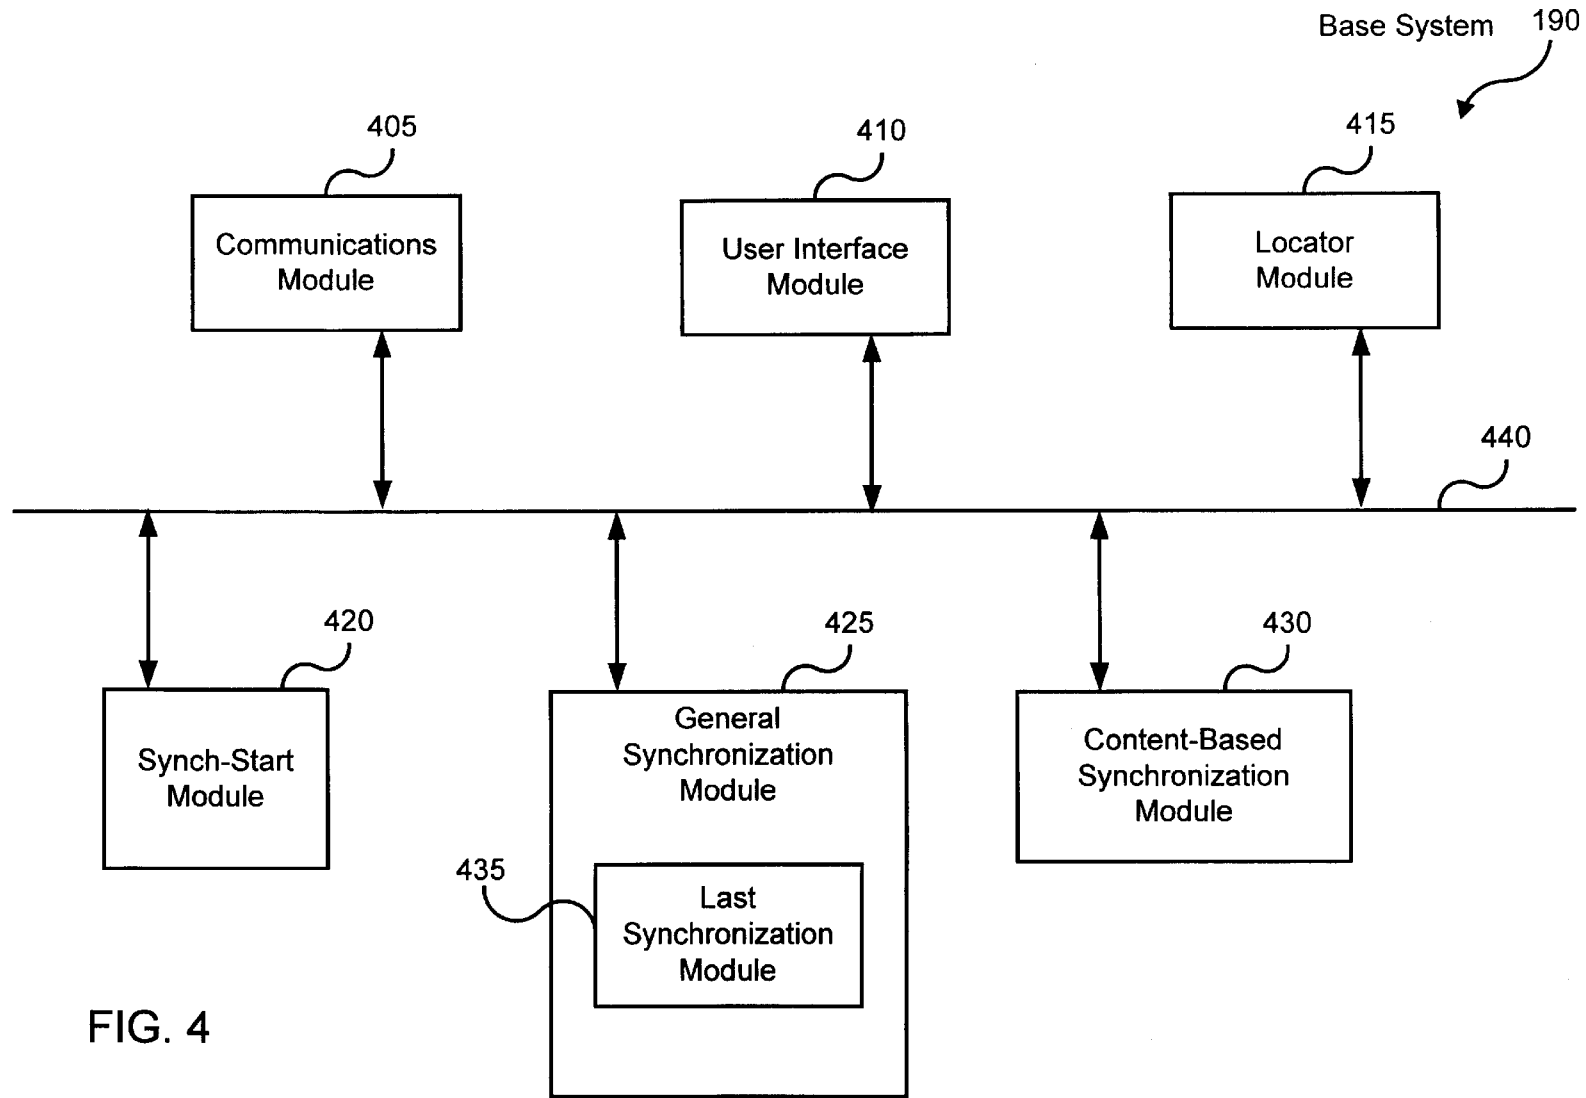 Base System 190
405
410
415
Communications
Module
User Interface
Module
Locator
Module
440
420
425
430
Synch-Start
Module
General
Synchronization
Module
Content-Based
Synchronization
Module
435
Last
Synchronization
Module
FIG. 4